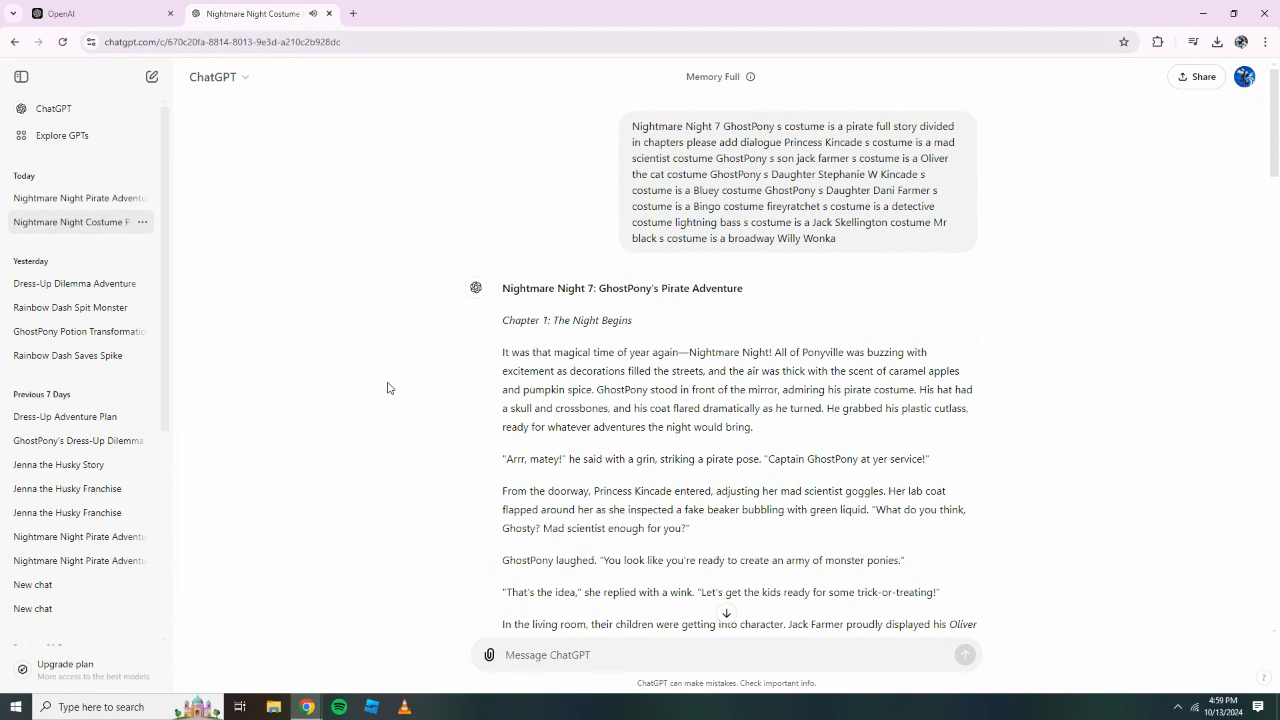 OpenAI
Nightmare Night Costume
chatgpt.com/c/670c20fa-8814-8013-9e3d-a210c2b928dc
ChatGPT
Memory Full
Share
ChatGPT
Explore GPTs
Today
Nightmare Night Pirate Adventu
Nightmare Night Costume P
Yesterday
Dress-Up Dilemma Adventure
Rainbow Dash Spit Monster
GhostPony Potion Transformatio
Rainbow Dash Saves Spike
Previous 7 Days
Dress-Up Adventure Plan
GhostPony's Dress-Up Dilemma
Jenna the Husky Story
Jenna the Husky Franchise
Jenna the Husky Franchise
Nightmare Night Pirate Adventu
Nightmare Night Pirate Adventu
New chat
New chat
Upgrade plan
More access to the best models
Nightmare Night 7 GhostPony s costume is a pirate full story divided
in chapters please add dialogue Princess Kincade s costume is a mad
scientist costume GhostPony s son jack farmer s costume is a Oliver
the cat costume GhostPony s Daughter Stephanie W Kincade s
costume is a Bluey costume GhostPony s Daughter Dani Farmer s
costume is a Bingo costume fireyratchet s costume is a detective
costume lightning bass s costume is a Jack Skellington costume Mr
black s costume is a broadway Willy Wonka
Nightmare Night 7: GhostPony's Pirate Adventure
Chapter 1: The Night Begins
It was that magical time of year again—Nightmare Night! All of Ponyville was buzzing with
excitement as decorations filled the streets, and the air was thick with the scent of caramel apples
and pumpkin spice. GhostPony stood in front of the mirror, admiring his pirate costume. His hat had
a skull and crossbones, and his coat flared dramatically as he turned. He grabbed his plastic cutlass,
ready for whatever adventures the night would bring.
"Arrr, matey!" he said with a grin, striking a pirate pose. "Captain GhostPony at yer service!"
From the doorway, Princess Kincade entered, adjusting her mad scientist goggles. Her lab coat
flapped around her as she inspected a fake beaker bubbling with green liquid. "What do you think,
Ghosty? Mad scientist enough for you?"
GhostPony laughed. "You look like you're ready to create an army of monster ponies."
"That's the idea," she replied with a wink. "Let's get the kids ready for some trick-or-treating!"
In the living room, their children were getting into character. Jack Farmer proudly displayed his Oliver
Message ChatGPT
ChatGPT can make mistakes. Check important info.
?
Type here to search
4:59 PM
10/13/2024